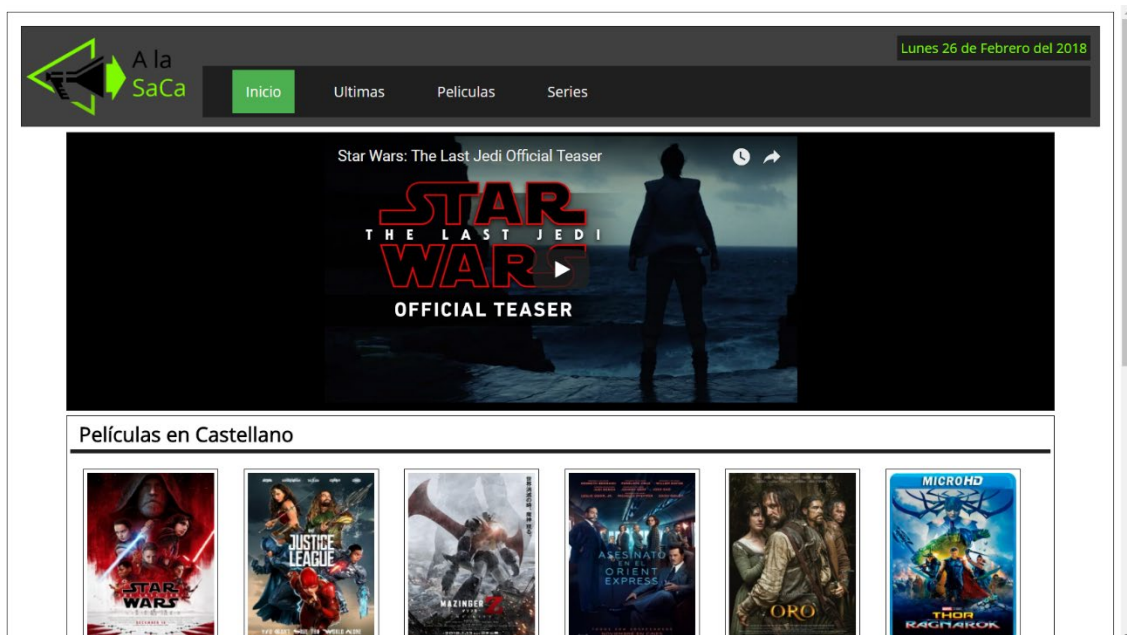 A la
SaCa
Lunes 26 de Febrero del 2018
Inicio Ultimas Peliculas Series
Star Wars: The Last Jedi Official Teaser
STAR
THE LAST JEDI
WARS
OFFICIAL TEASER
Películas en Castellano
STAR
WARS
JUSTICE
LEAGUE
MAZINGER Z
ASESINATO
EN EL
ORIENT
EXPRESS
ORO
MICROHD
THOR
RAGNAROK